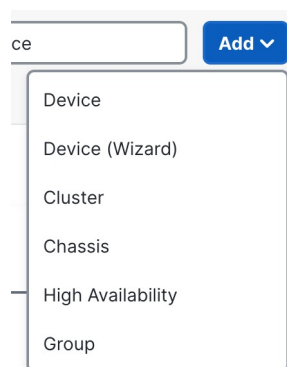 ce
Add
Device
Device (Wizard)
Cluster
Chassis
High Availability
Group